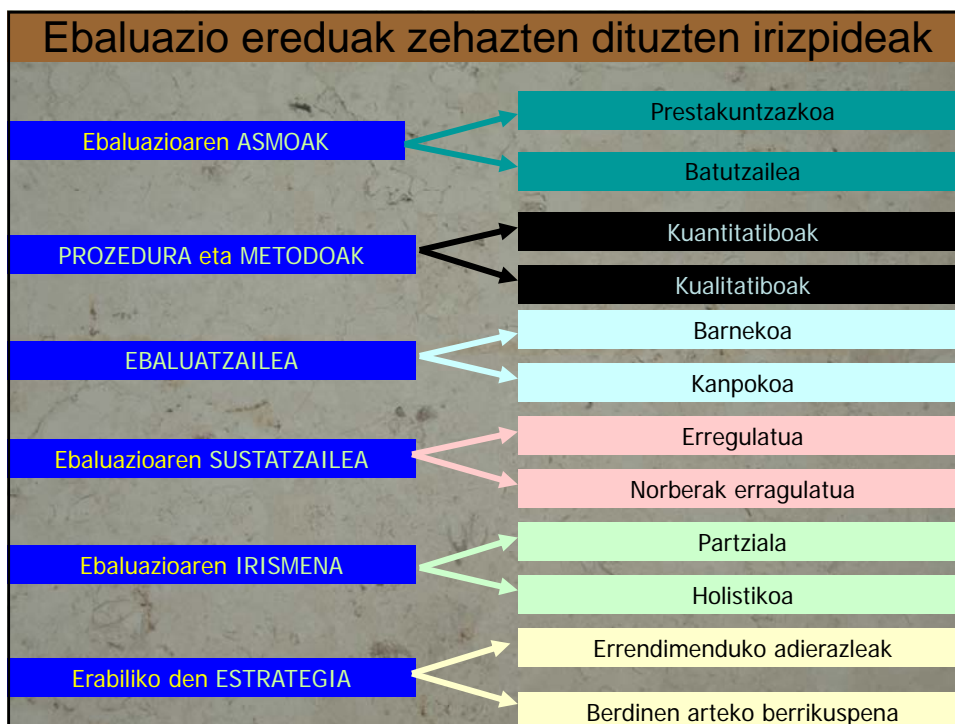 Ebaluazio ereduak zehazten dituzten irizpideak
Ebaluazioaren ASMOAK
Prestakuntzazkoa
Batutzailea
PROZEDURA eta METODOAK
Kuantitatiboak
Kualitatiboak
EBALUATZAILEA
Barnekoa
Kanpokoa
Ebaluazioaren SUSTATZAILEA
Erregulatua
Norberak erragulatua
Ebaluazioaren IRISMENA
Partziala
Holistikoa
Erabiliko den ESTRATEGIA
Errendimenduko adierazleak
Berdinen arteko berrikuspena